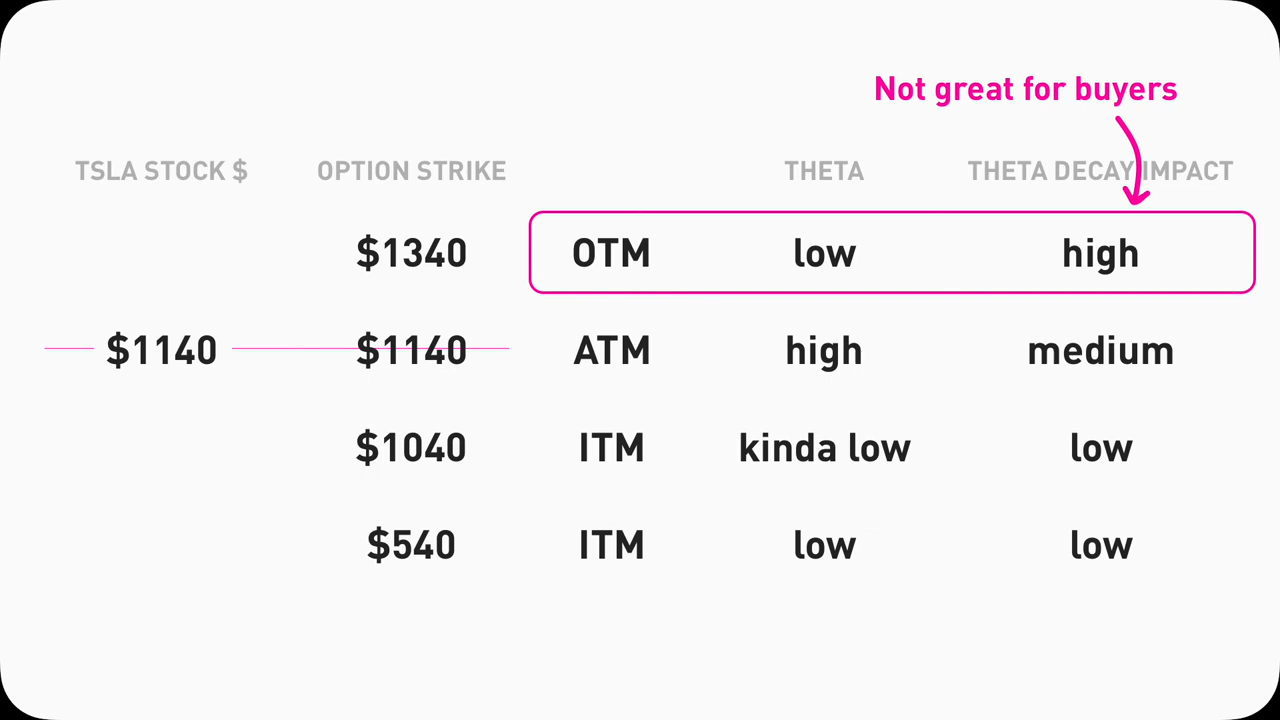 Not great for buyers
TSLA STOCK $ OPTION STRIKE THETA THETA DECAY IMPACT
$1340 OTM low high
$1140 $1140 ATM high medium
$1040 ITM kinda low low
$540 ITM low low